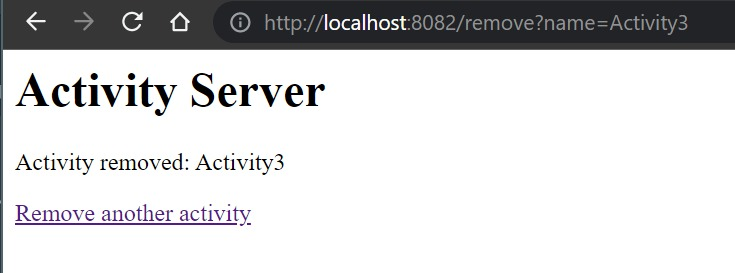 http://localhost:8082/remove?name=Activity3
Activity Server
Activity removed: Activity3
Remove another activity